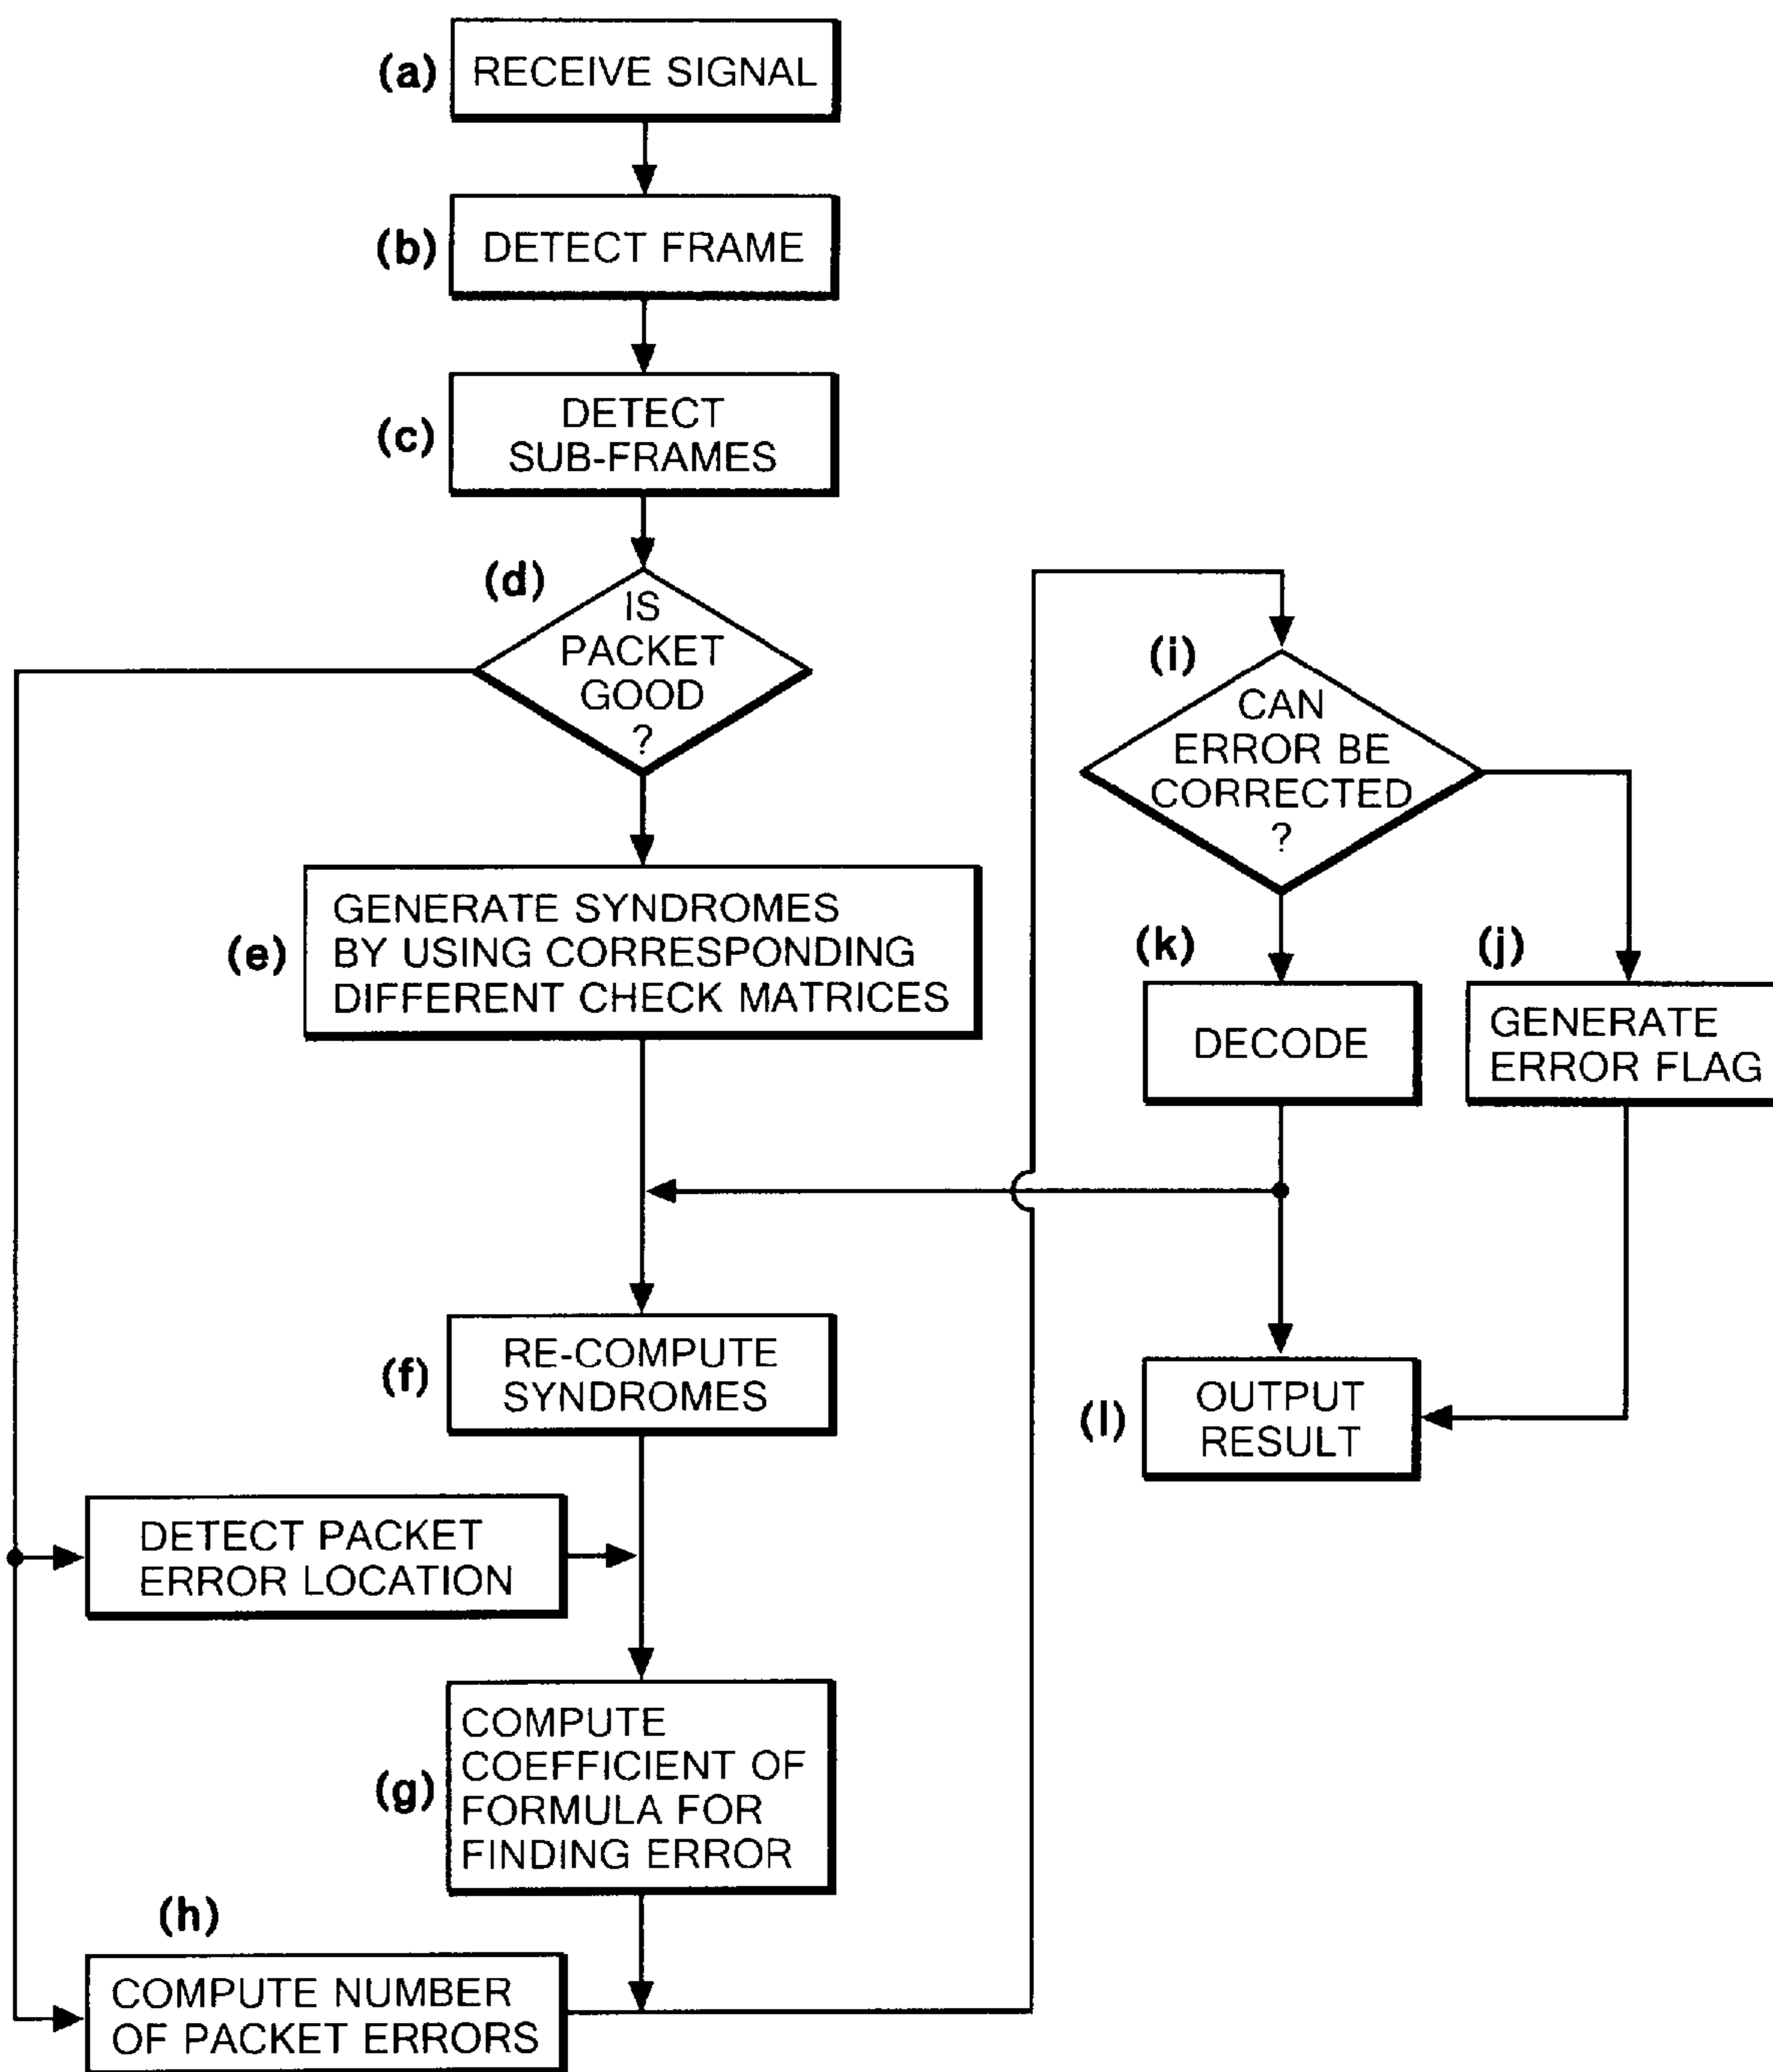 (a)
RECEIVE SIGNAL
(b)
DETECT FRAME
(c)
DETECT
SUB-FRAMES
(d)
IS
PACKET
GOOD
?
(e)
GENERATE SYNDROMES
BY USING CORRESPONDING
DIFFERENT CHECK MATRICES
(f)
RE-COMPUTE
SYNDROMES
DETECT PACKET
ERROR LOCATION
(g)
COMPUTE
COEFFICIENT OF
FORMULA FOR
FINDING ERROR
(h)
COMPUTE NUMBER
OF PACKET ERRORS
(i)
CAN
ERROR BE
CORRECTED
?
(k)
DECODE
(j)
GENERATE
ERROR FLAG
(l)
OUTPUT
RESULT